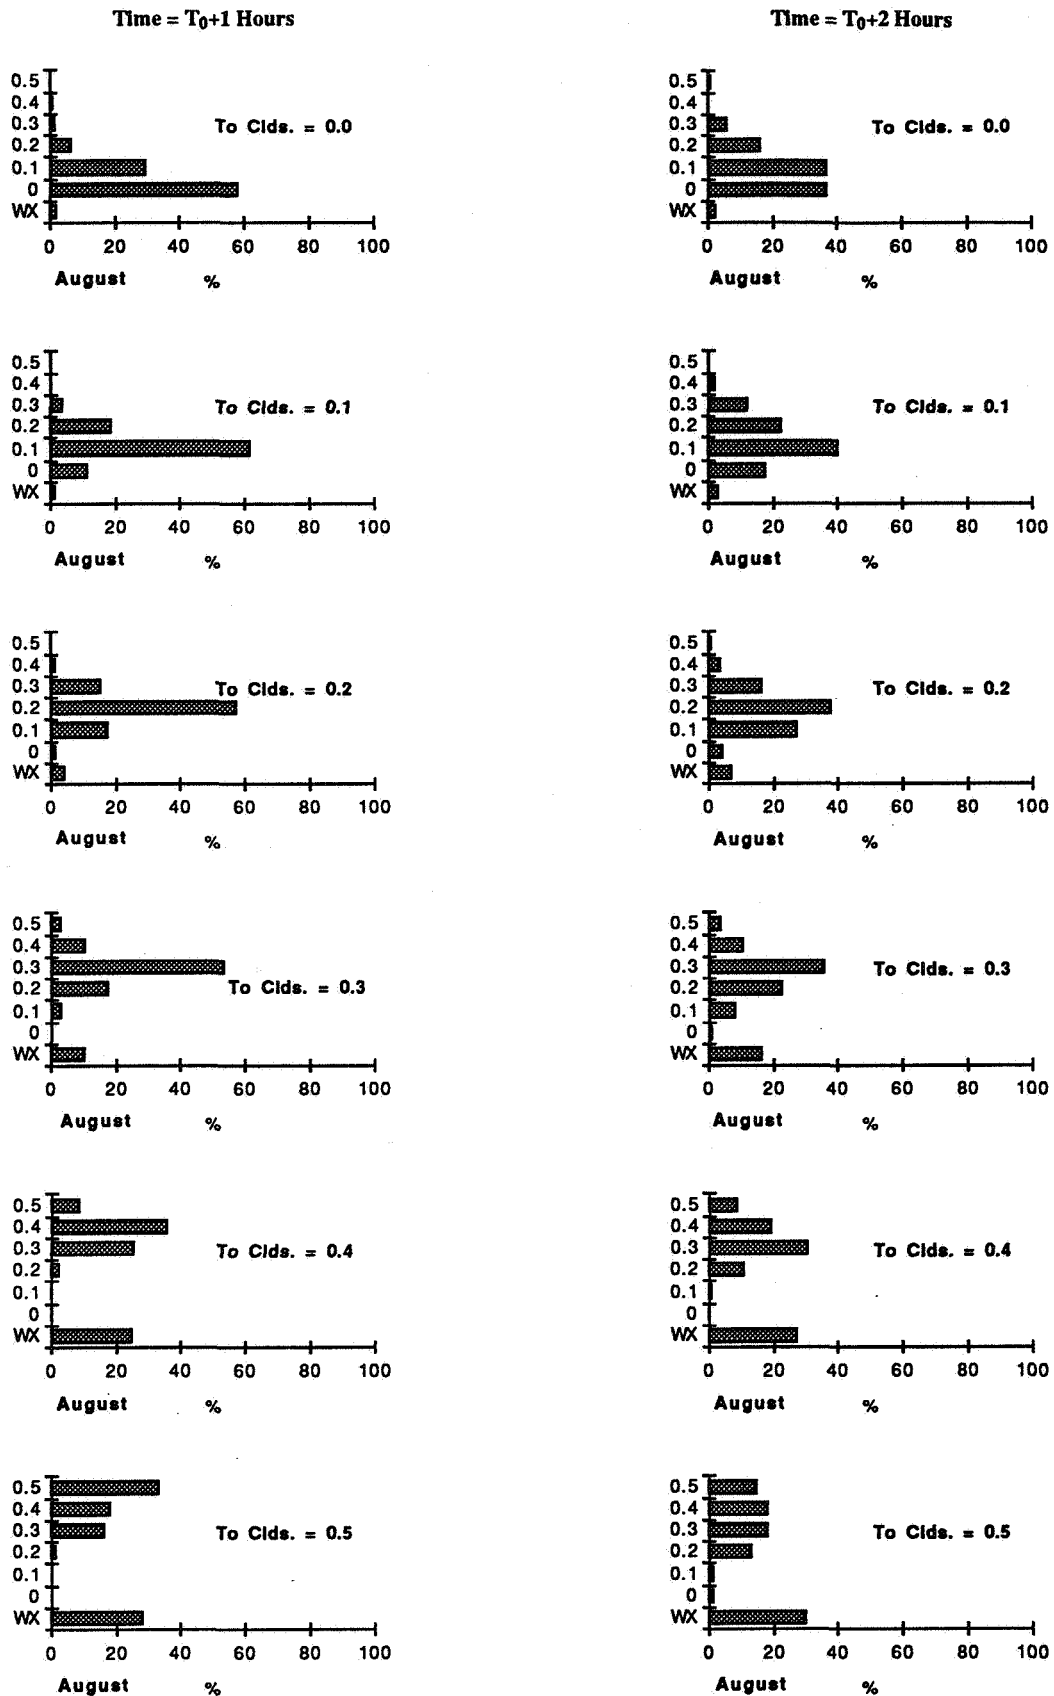 Time = T0+1 Hours
Time = T0+2 Hours
0.5
0.4
0.3
0.2
0.1
0
WX
To Clds. = 0.0
0 20 40 60 80 100
August %
0.5
0.4
0.3
0.2
0.1
0
WX
To Clds. = 0.0
0 20 40 60 80 100
August %
0.5
0.4
0.3
0.2
0.1
0
WX
To Clds. = 0.1
0 20 40 60 80 100
August %
0.5
0.4
0.3
0.2
0.1
0
WX
To Clds. = 0.1
0 20 40 60 80 100
August %
0.5
0.4
0.3
0.2
0.1
0
WX
To Clds. = 0.2
0 20 40 60 80 100
August %
0.5
0.4
0.3
0.2
0.1
0
WX
To Clds. = 0.2
0 20 40 60 80 100
August %
0.5
0.4
0.3
0.2
0.1
0
WX
To Clds. = 0.3
0 20 40 60 80 100
August %
0.5
0.4
0.3
0.2
0.1
0
WX
To Clds. = 0.3
0 20 40 60 80 100
August %
0.5
0.4
0.3
0.2
0.1
0
WX
To Clds. = 0.4
0 20 40 60 80 100
August %
0.5
0.4
0.3
0.2
0.1
0
WX
To Clds. = 0.4
0 20 40 60 80 100
August %
0.5
0.4
0.3
0.2
0.1
0
WX
To Clds. = 0.5
0 20 40 60 80 100
August %
0.5
0.4
0.3
0.2
0.1
0
WX
To Clds. = 0.5
0 20 40 60 80 100
August %